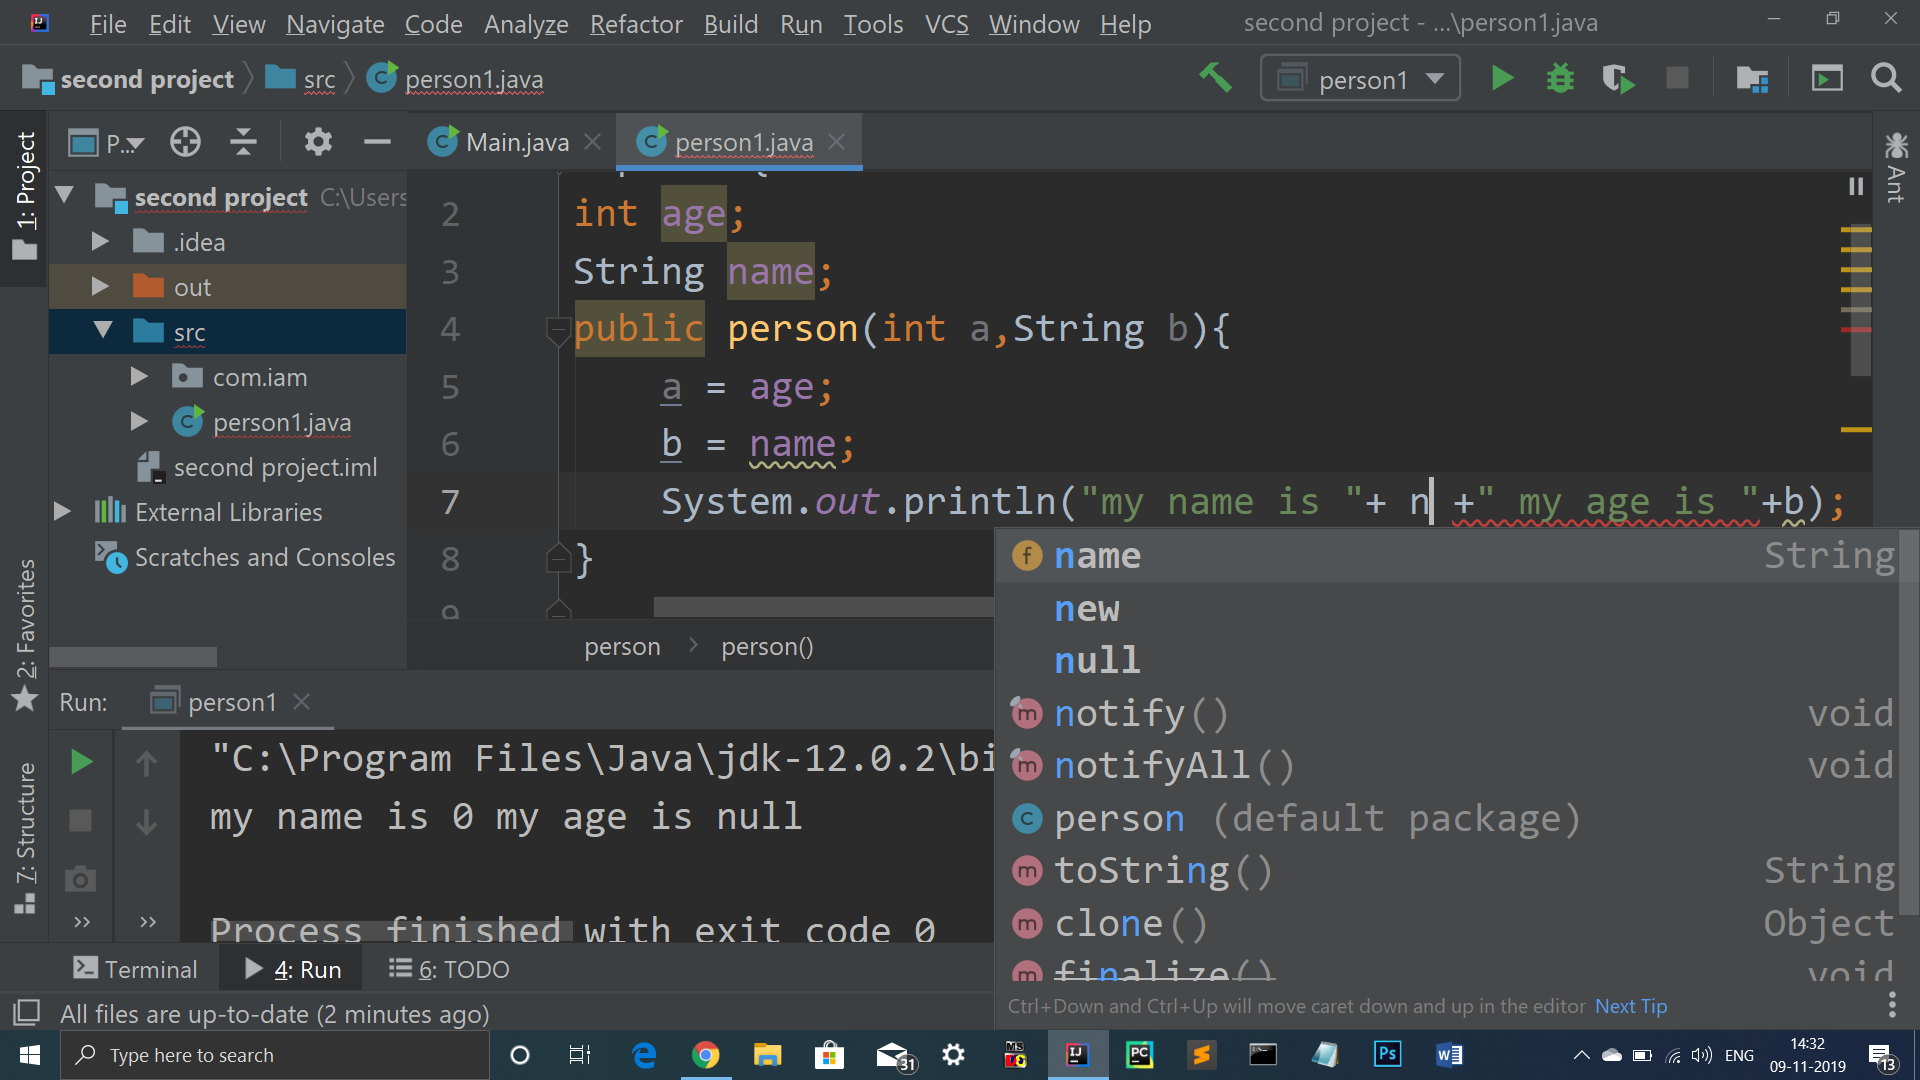 File Edit View Navigate Code Analyze Refactor Build Run Tools VCS Window Help second project - ...\person1.java
second project src person1.java person1
1: Project
P...
Main.java person1.java
Ant
second project C:\Users
.idea
out
src
com.iam
person1.java
second project.iml
External Libraries
Scratches and Consoles
2 int age;
3 String name;
4 public person(int a,String b){
5 a = age;
6 b = name;
7 System.out.println("my name is "+ n +" my age is "+b);
8 }
9
name String
new
null
notify() void
notifyAll() void
person (default package)
toString() String
clone() Object
finalize() void
Ctrl+Down and Ctrl+Up will move caret down and up in the editor Next Tip
person person()
2: Favorites
7: Structure
Run: person1
"C:\Program Files\Java\jdk-12.0.2\bi
my name is 0 my age is null
Process finished with exit code 0
Terminal 4: Run 6: TODO
All files are up-to-date (2 minutes ago)
Type here to search
31
ENG
14:32
09-11-2019
13